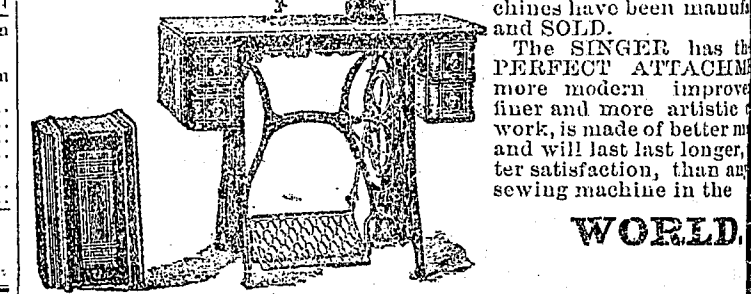 chines have been manuf
and SOLD.
The SINGER has th
PERFECT ATTACHM
more modern improve
finer and more artistic
work, is made of better m
and will last last longer,
ter satisfaction, than any
sewing machine in the
WORLD.